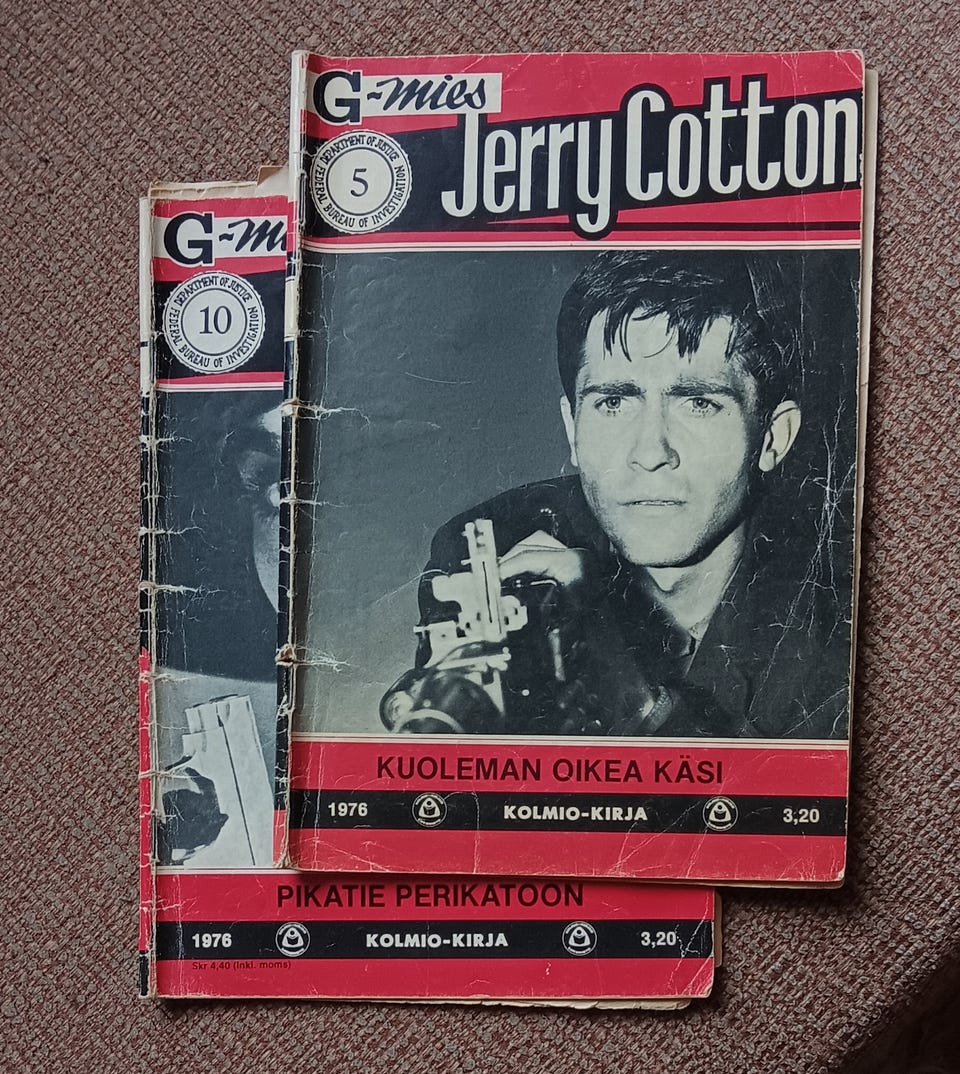 G-mies
Jerry Cotton
DEPARTMENT OF JUSTICE
FEDERAL BUREAU OF INVESTIGATION
5
KUOLEMAN OIKEA KÄSI
1976 KOLMIO-KIRJA 3,20
G-mi
DEPARTMENT OF JUSTICE
FEDERAL BUREAU OF INVESTIGATION
10
PIKATIE PERIKATOON
1976 KOLMIO-KIRJA 3,20
Skr 4,40 (Inkl. moms)